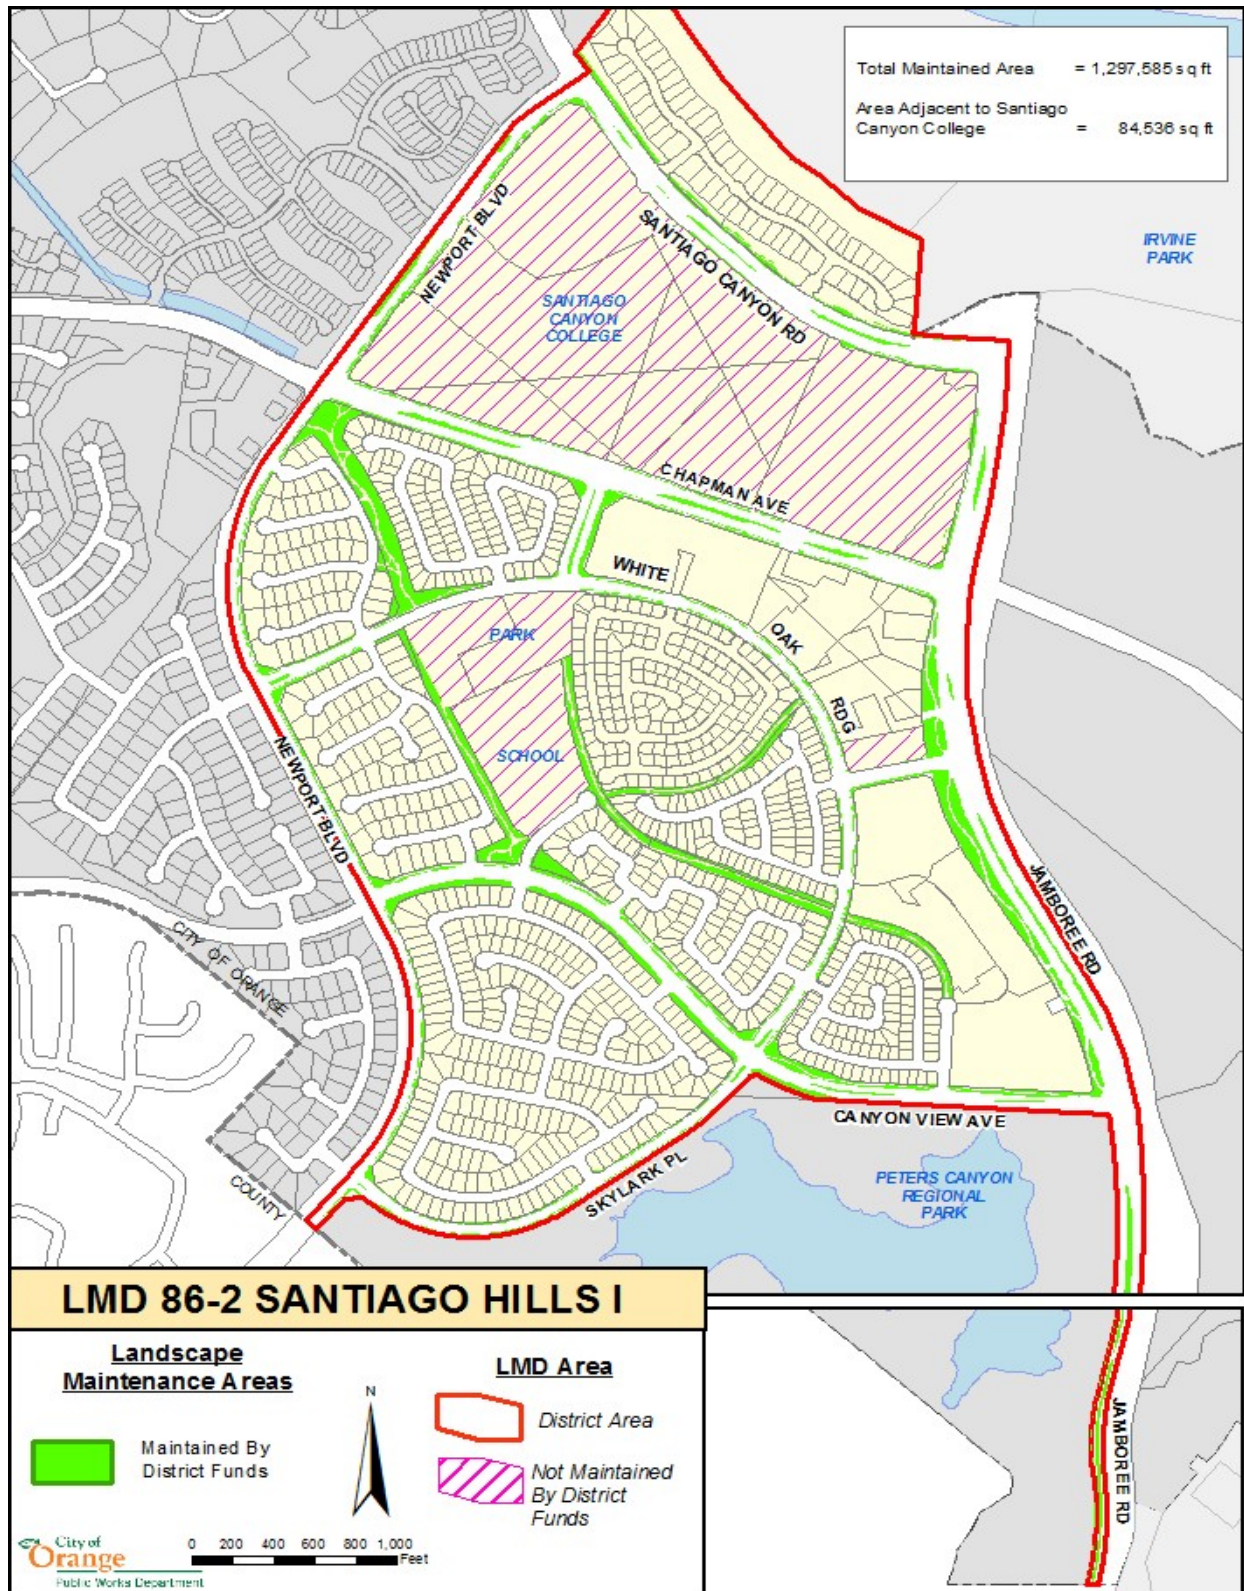 Total Maintained Area = 1,297,585 sq ft
Area Adjacent to Santiago
Canyon College = 84,536 sq ft
IRVINE
PARK
NEWPORT BLVD
SANTIAGO CANYON RD
SANTIAGO
CANYON
COLLEGE
CHAPMAN AVE
WHITE
OAK
RDG
PARK
SCHOOL
NEWPORT BLVD
JAMBOREE RD
CITY OF ORANGE
COUNTY
SKYLARK PL
CANYON VIEW AVE
PETERS CANYON
REGIONAL
PARK
LMD 86-2 SANTIAGO HILLS I
Landscape
Maintenance Areas
Maintained By
District Funds
N
LMD Area
District Area
Not Maintained
By District
Funds
City of
Orange
Public Works Department
0 200 400 600 800 1,000
Feet
JAMBOREE RD